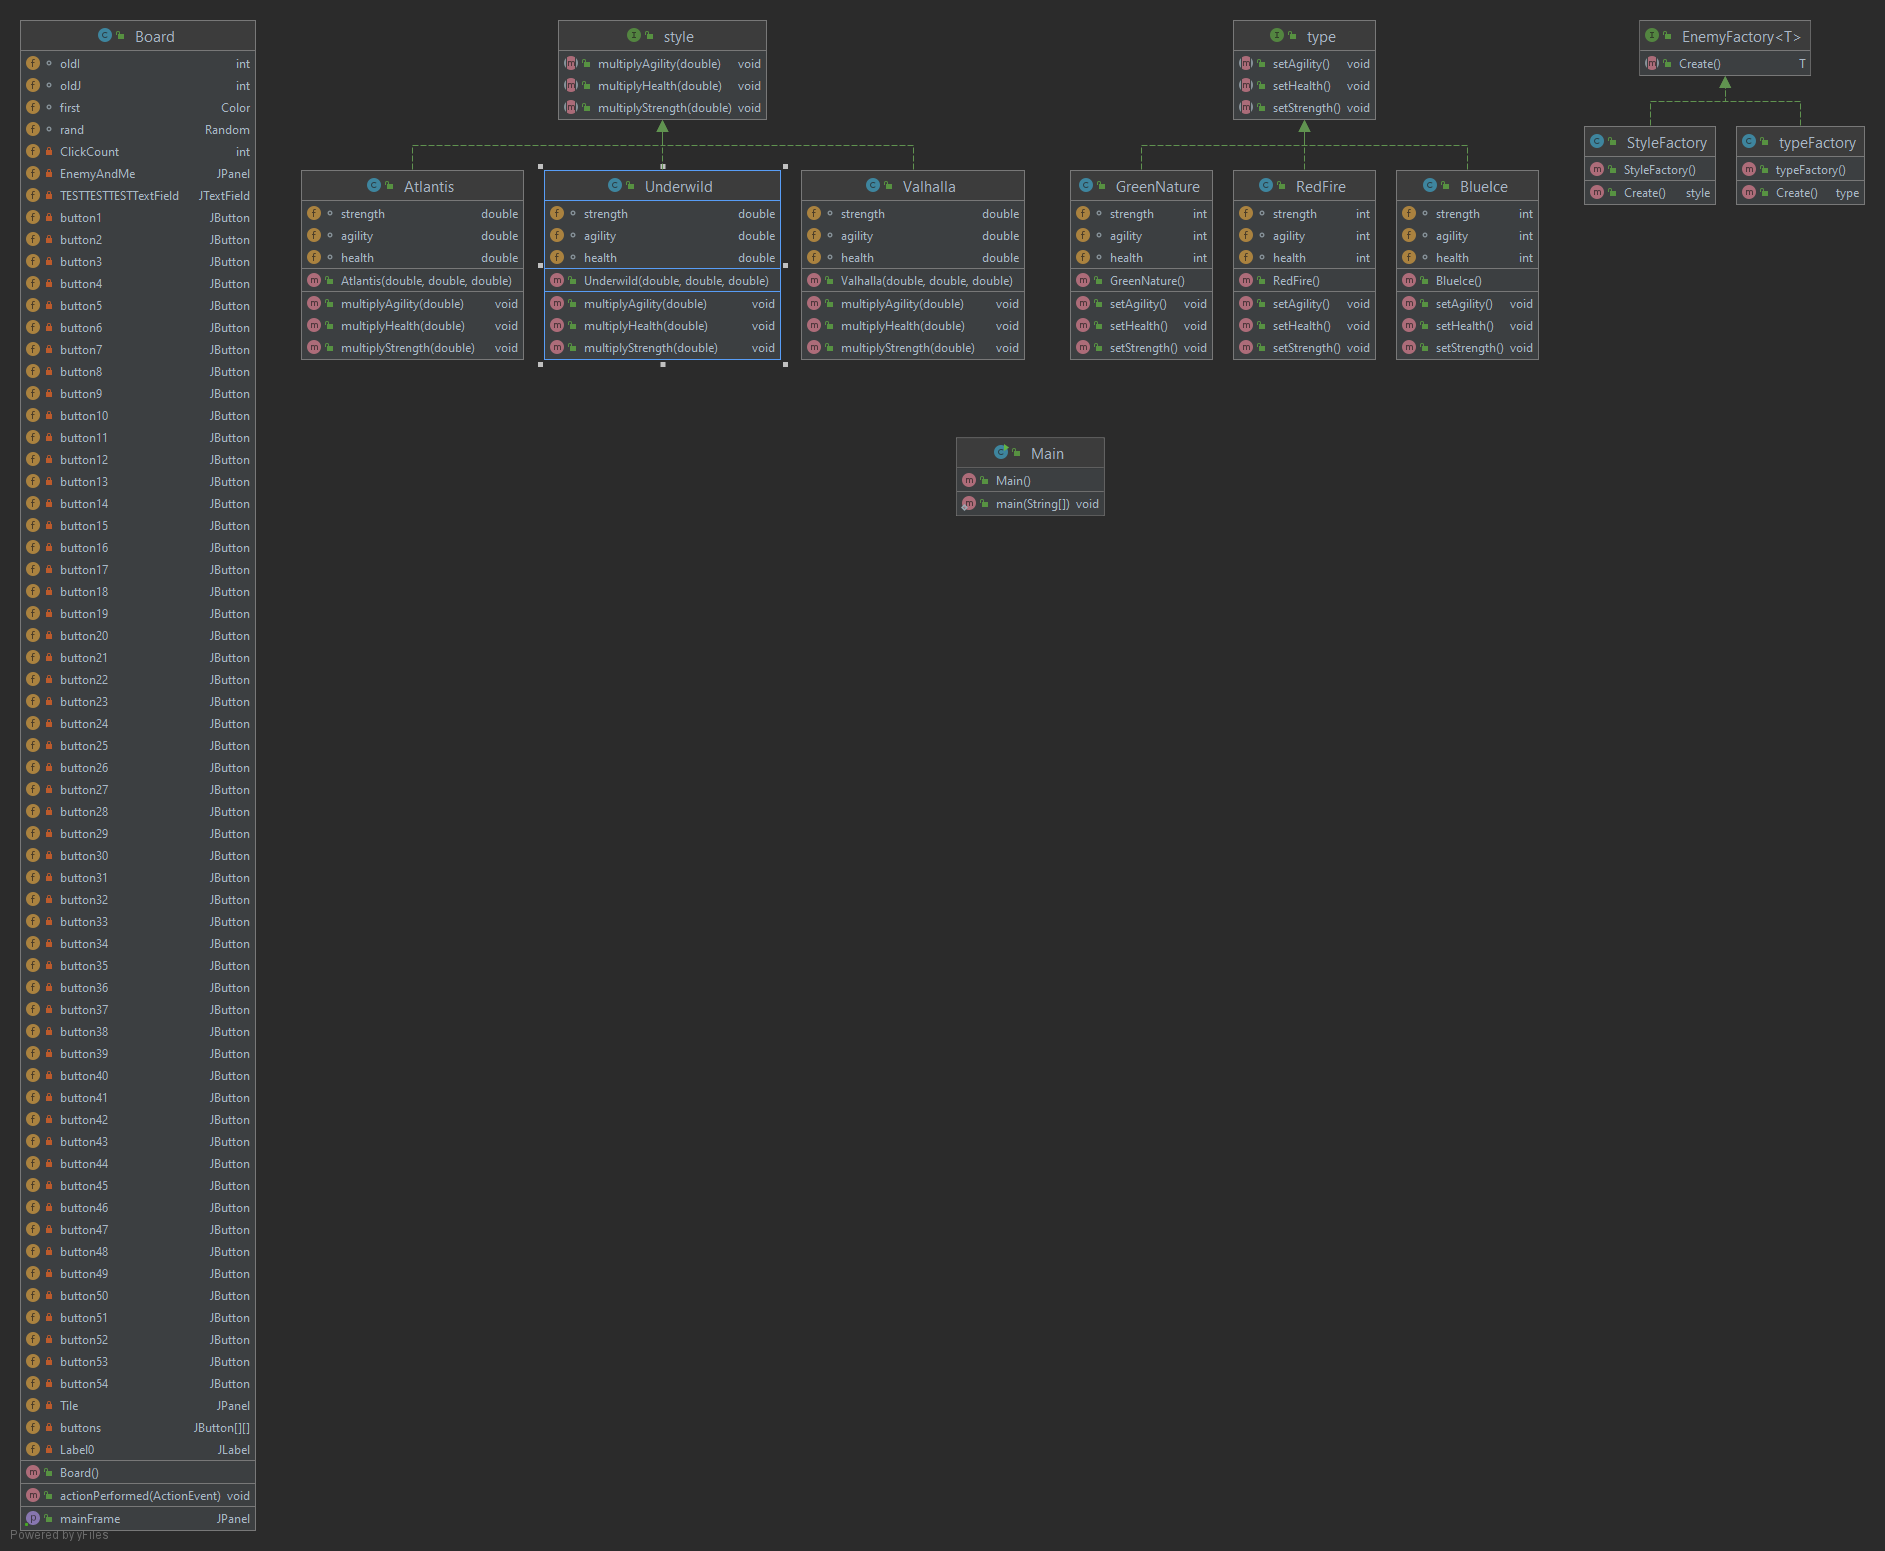 Board
oldI int
oldJ int
first Color
rand Random
ClickCount int
EnemyAndMe JPanel
TESTTESTTESTTextField JTextField
button1 JButton
button2 JButton
button3 JButton
button4 JButton
button5 JButton
button6 JButton
button7 JButton
button8 JButton
button9 JButton
button10 JButton
button11 JButton
button12 JButton
button13 JButton
button14 JButton
button15 JButton
button16 JButton
button17 JButton
button18 JButton
button19 JButton
button20 JButton
button21 JButton
button22 JButton
button23 JButton
button24 JButton
button25 JButton
button26 JButton
button27 JButton
button28 JButton
button29 JButton
button30 JButton
button31 JButton
button32 JButton
button33 JButton
button34 JButton
button35 JButton
button36 JButton
button37 JButton
button38 JButton
button39 JButton
button40 JButton
button41 JButton
button42 JButton
button43 JButton
button44 JButton
button45 JButton
button46 JButton
button47 JButton
button48 JButton
button49 JButton
button50 JButton
button51 JButton
button52 JButton
button53 JButton
button54 JButton
Tile JPanel
buttons JButton[][]
Label0 JLabel
Board()
actionPerformed(ActionEvent) void
mainFrame JPanel
style
multiplyAgility(double) void
multiplyHealth(double) void
multiplyStrength(double) void
Atlantis
strength double
agility double
health double
Atlantis(double, double, double)
multiplyAgility(double) void
multiplyHealth(double) void
multiplyStrength(double) void
Underwild
strength double
agility double
health double
Underwild(double, double, double)
multiplyAgility(double) void
multiplyHealth(double) void
multiplyStrength(double) void
Valhalla
strength double
agility double
health double
Valhalla(double, double, double)
multiplyAgility(double) void
multiplyHealth(double) void
multiplyStrength(double) void
type
setAgility() void
setHealth() void
setStrength() void
GreenNature
strength int
agility int
health int
GreenNature()
setAgility() void
setHealth() void
setStrength() void
RedFire
strength int
agility int
health int
RedFire()
setAgility() void
setHealth() void
setStrength() void
BlueIce
strength int
agility int
health int
BlueIce()
setAgility() void
setHealth() void
setStrength() void
EnemyFactory<T>
Create() T
StyleFactory
StyleFactory()
Create() style
typeFactory
typeFactory()
Create() type
Main
Main()
main(String[]) void
Powered by yFiles